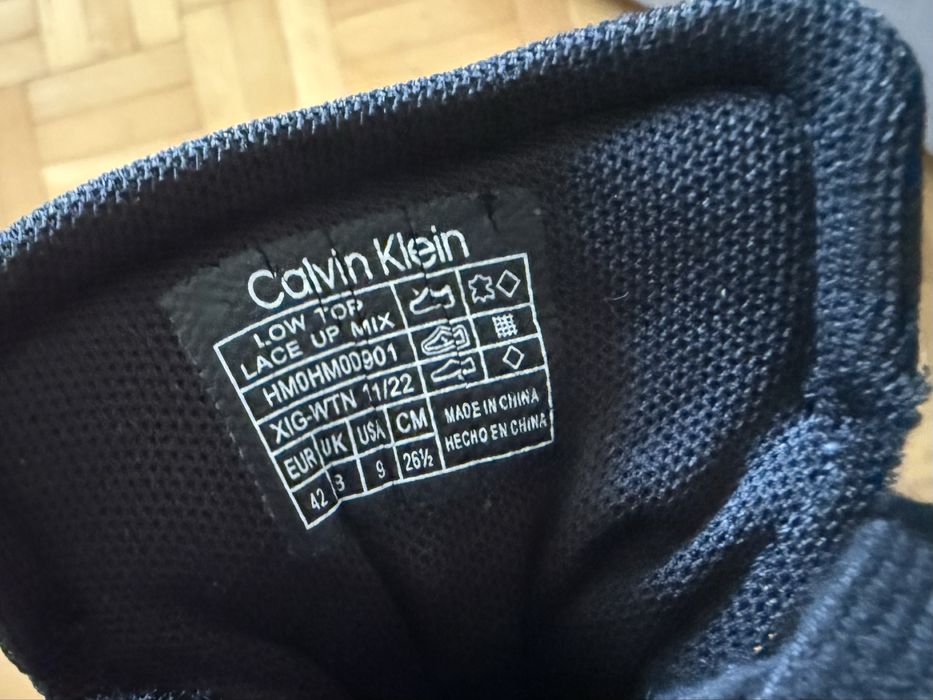 Calvin Klein
LOW TOP
LACE UP MIX
HM0HM00901
XIG-WTN 11/22
EUR UK USA CM
42 9 26½
MADE IN CHINA
HECHO EN CHINA